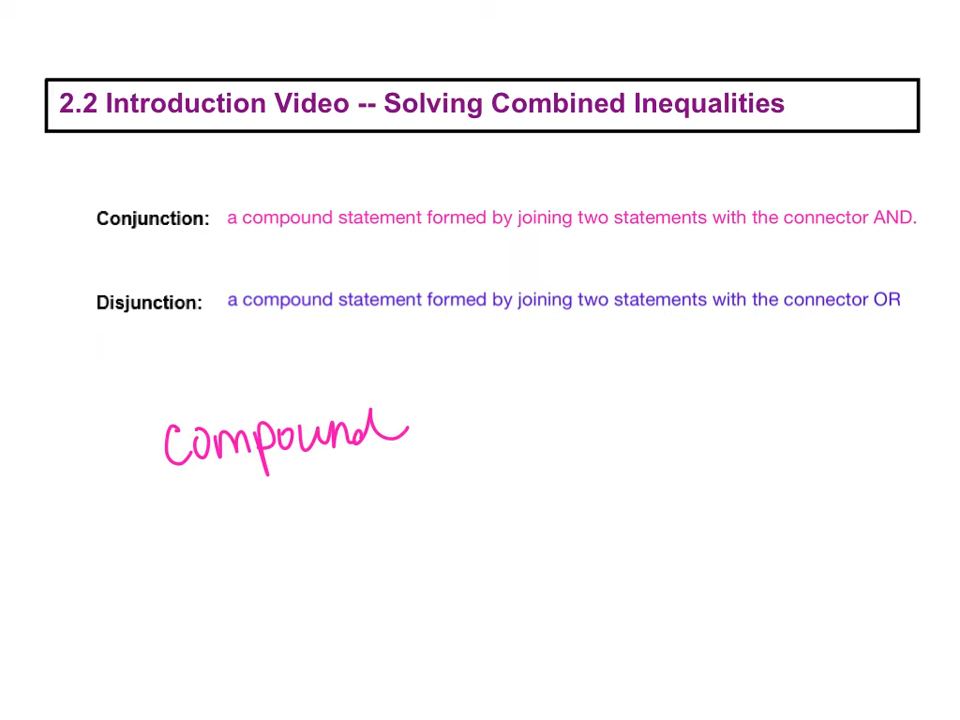 2.2 Introduction Video -- Solving Combined Inequalities
Conjunction: a compound statement formed by joining two statements with the connector AND.
Disjunction: a compound statement formed by joining two statements with the connector OR
compound